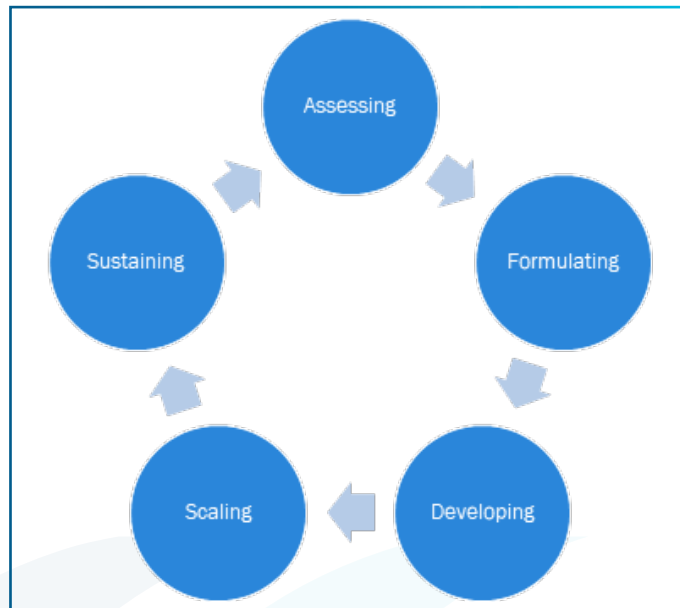 Assessing
Formulating
Developing
Scaling
Sustaining